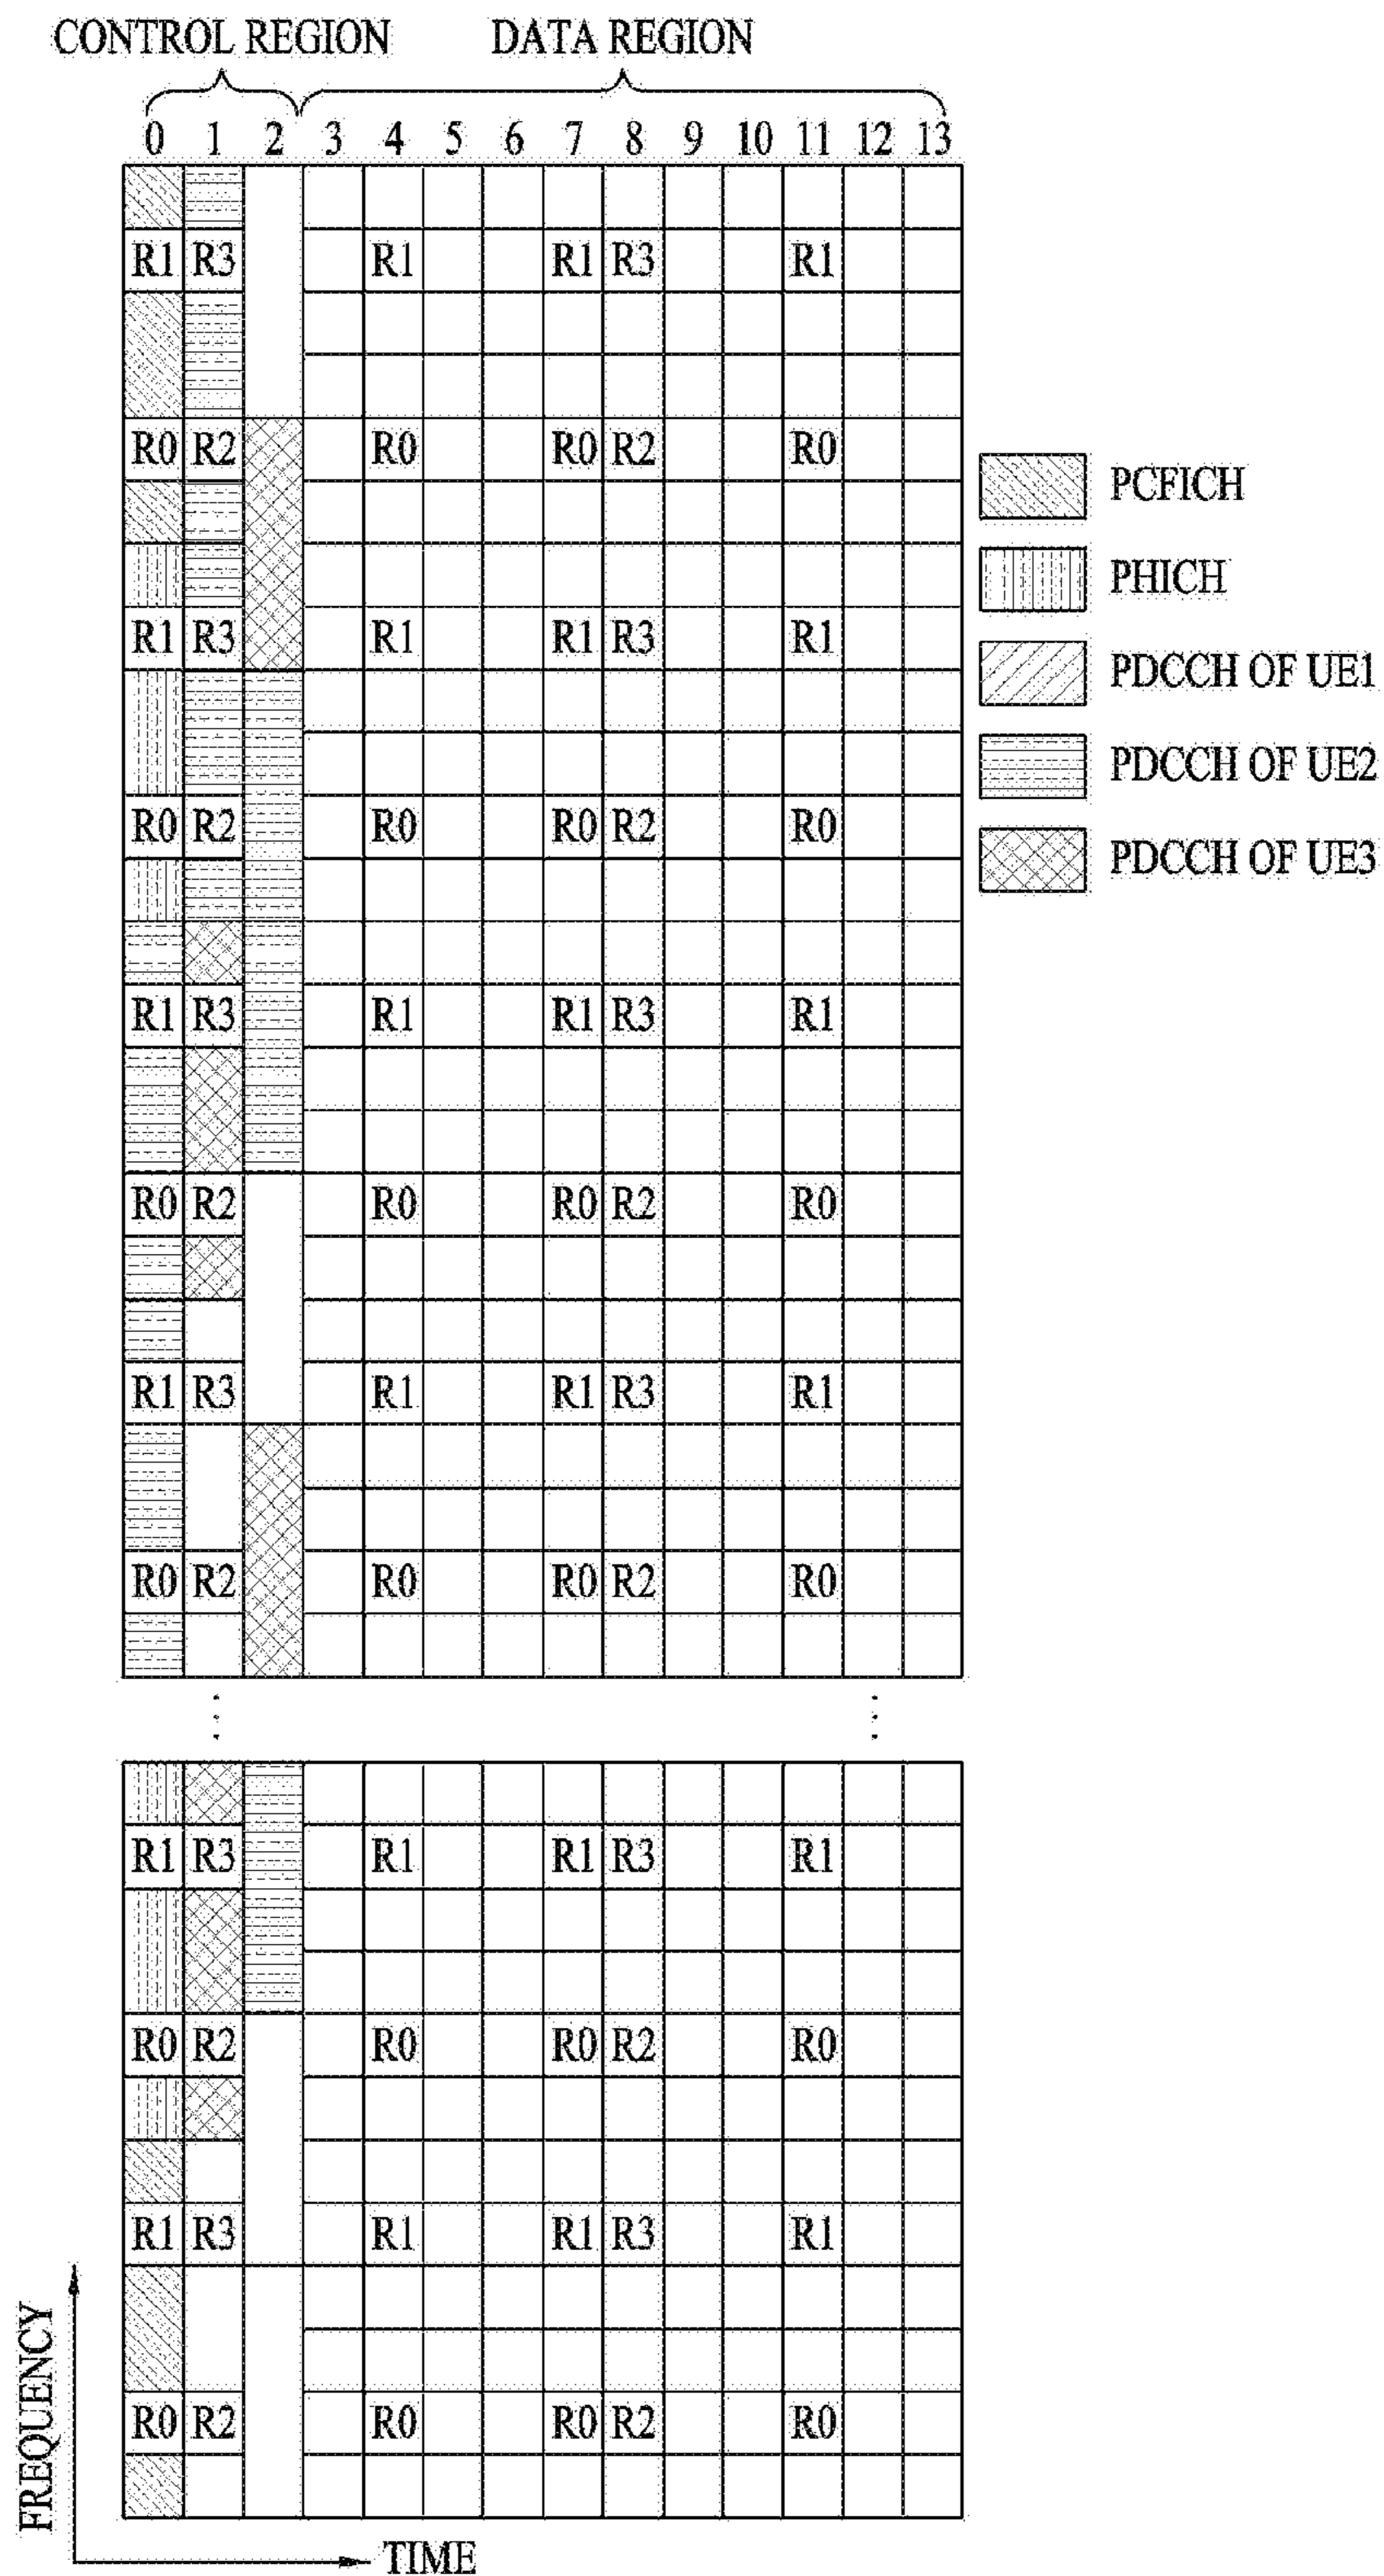 CONTROL REGION DATA REGION
0 1 2 3 4 5 6 7 8 9 10 11 12 13
R1 R3 R1 R1 R3 R1
R0 R2 R0 R0 R2 R0
PCFICH
PHICH
R1 R3 R1 R1 R3 R1
PDCCH OF UE1
PDCCH OF UE2
R0 R2 R0 R0 R2 R0
PDCCH OF UE3
R1 R3 R1 R1 R3 R1
R0 R2 R0 R0 R2 R0
R1 R3 R1 R1 R3 R1
R0 R2 R0 R0 R2 R0
R1 R3 R1 R1 R3 R1
R0 R2 R0 R0 R2 R0
R1 R3 R1 R1 R3 R1
R0 R2 R0 R0 R2 R0
FREQUENCY
TIME